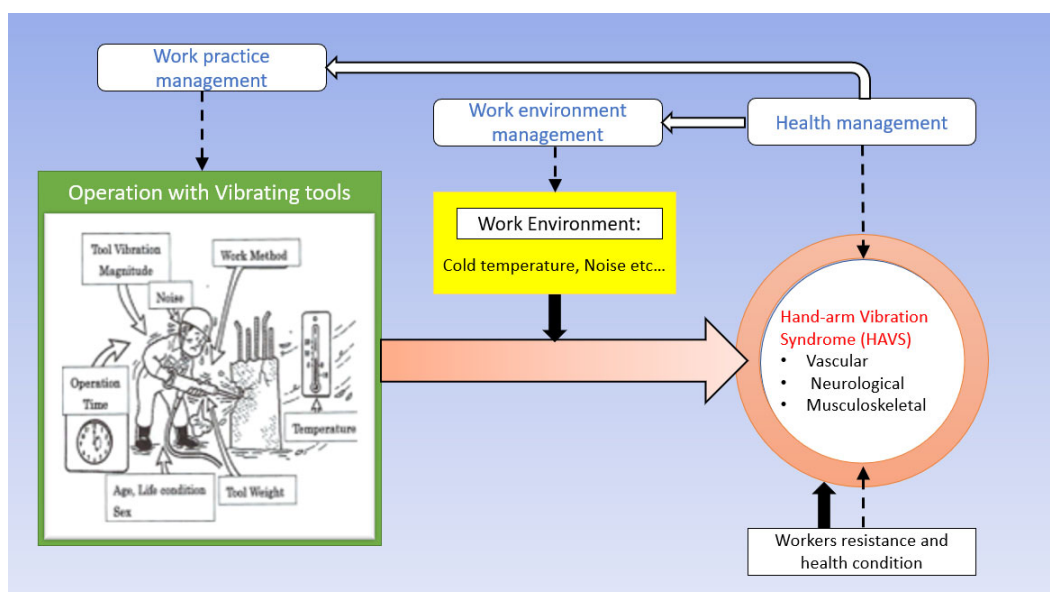 Work practice
management
Work environment
management
Health management
Operation with Vibrating tools
Tool Vibration
Magnitude
Work Method
Noise
Operation
Time
Temperature
Age, Life condition
Sex
Tool Weight
Work Environment:
Cold temperature, Noise etc...
Hand-arm Vibration
Syndrome (HAVS)
• Vascular
• Neurological
• Musculoskeletal
Workers resistance and
health condition